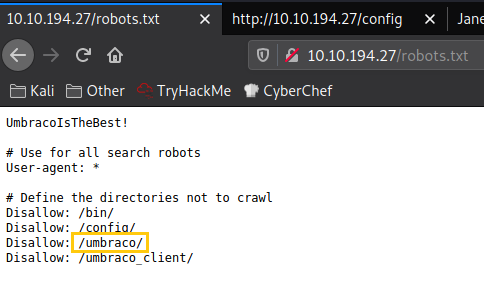 10.10.194.27/robots.txt
http://10.10.194.27/config
Jane
10.10.194.27/robots.txt
Kali
Other
TryHackMe
CyberChef
UmbracoIsTheBest!
# Use for all search robots
User-agent: *
# Define the directories not to crawl
Disallow: /bin/
Disallow: /config/
Disallow: /umbraco/
Disallow: /umbraco_client/